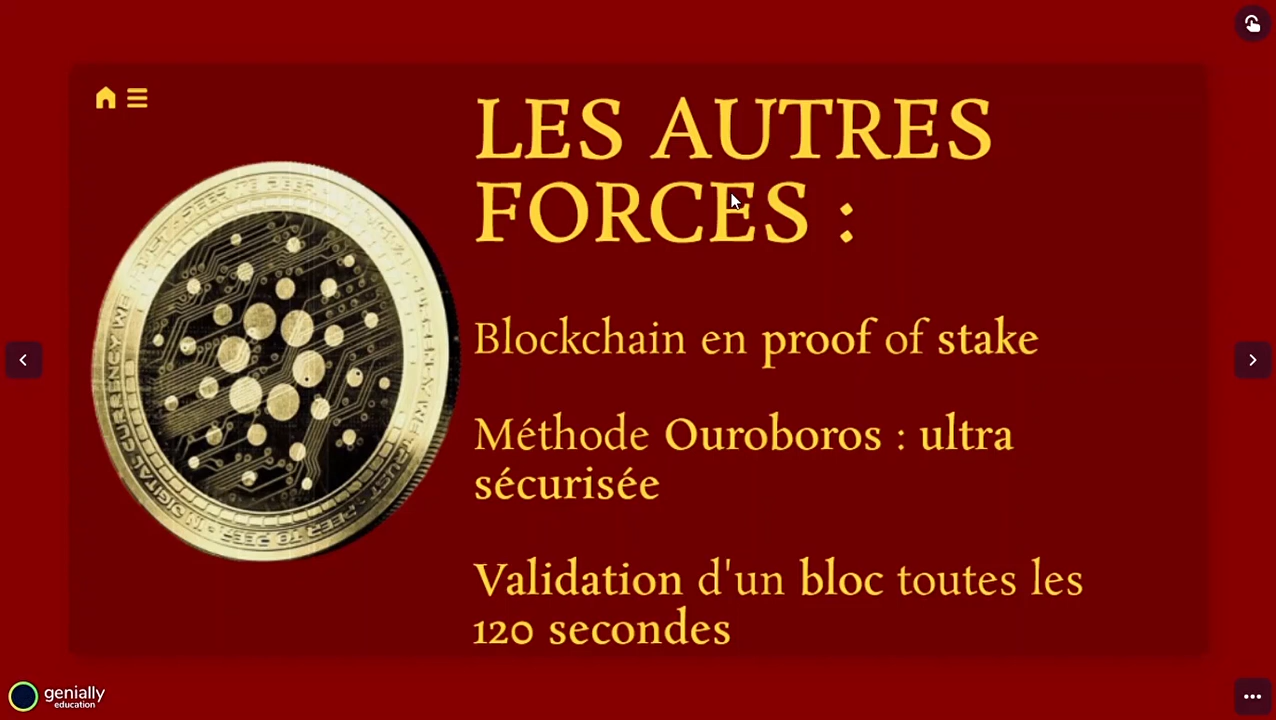 LES AUTRES
FORCES :
Blockchain en proof of stake
Méthode Ouroboros : ultra
sécurisée
Validation d'un bloc toutes les
120 secondes
genially
education